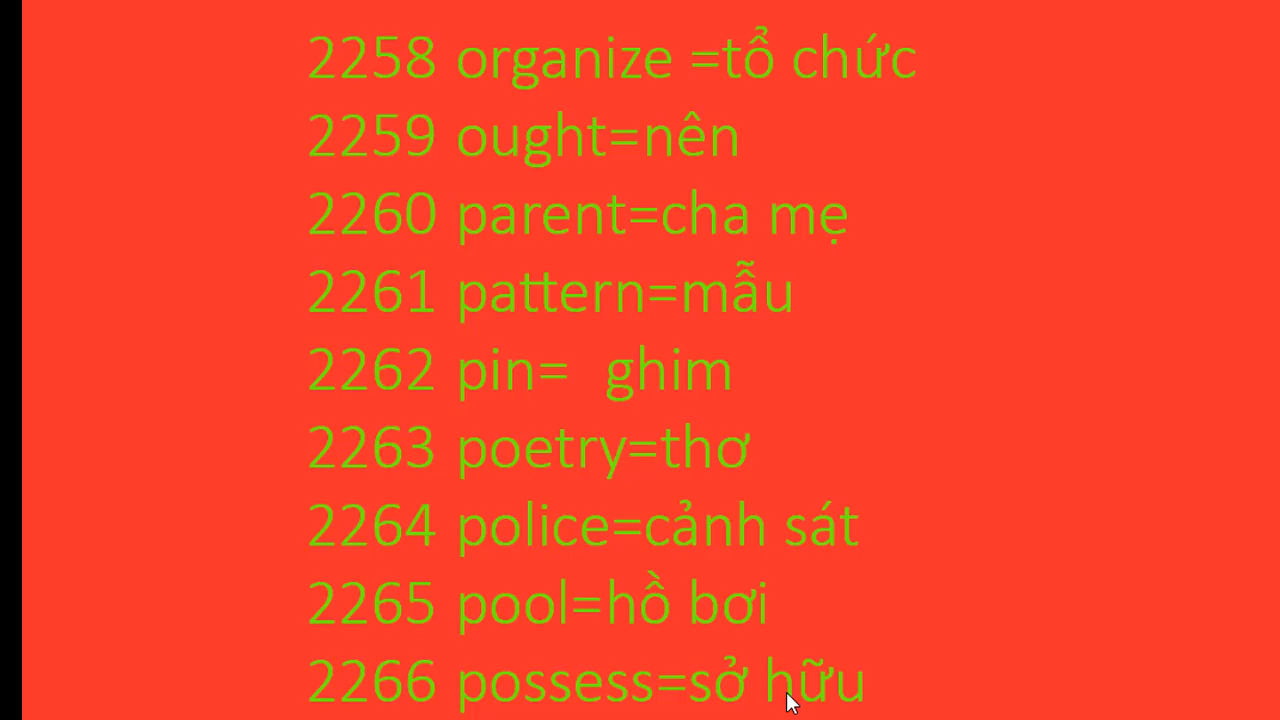 2258 organize =tổ chức
2259 ought=nên
2260 parent=cha mẹ
2261 pattern=mẫu
2262 pin=  ghim
2263 poetry=thơ
2264 police=cảnh sát
2265 pool=hồ bơi
2266 possess=sở hữu